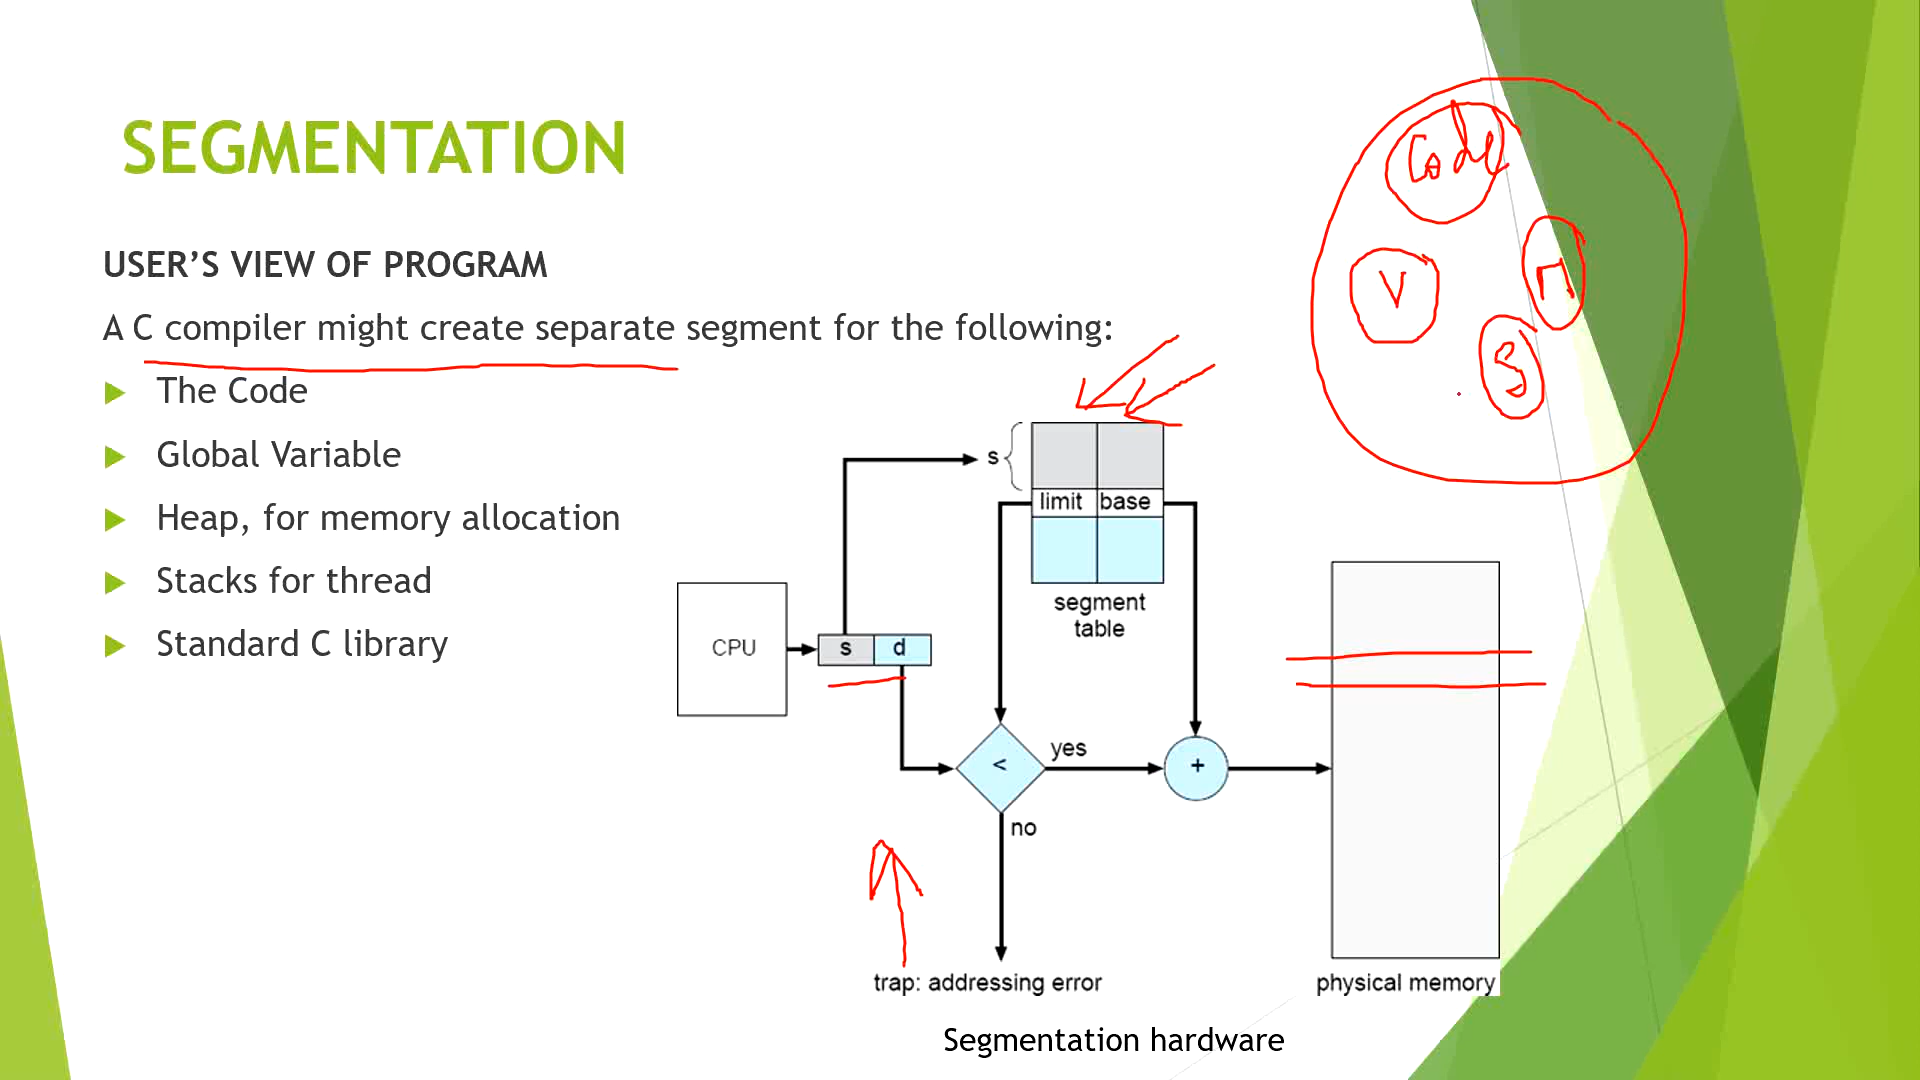 SEGMENTATION
USER’S VIEW OF PROGRAM
A C compiler might create separate segment for the following:
The Code
Global Variable
Heap, for memory allocation
Stacks for thread
Standard C library
Code
V
S
s
limit base
segment
table
CPU
s d
<
yes
+
no
trap: addressing error
physical memory
Segmentation hardware